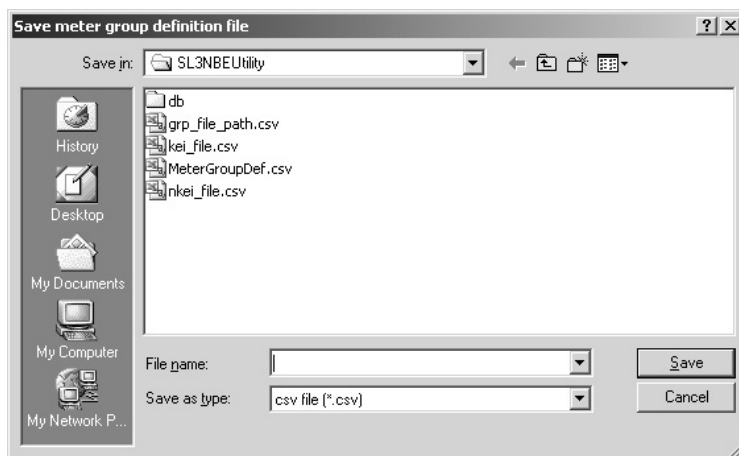 Save meter group definition file
Save in:
SL3NBEUtility
History
Desktop
My Documents
My Computer
My Network P...
db
grp_file_path.csv
kei_file.csv
MeterGroupDef.csv
nkei_file.csv
File name:
Save
Save as type:
csv file (*.csv)
Cancel